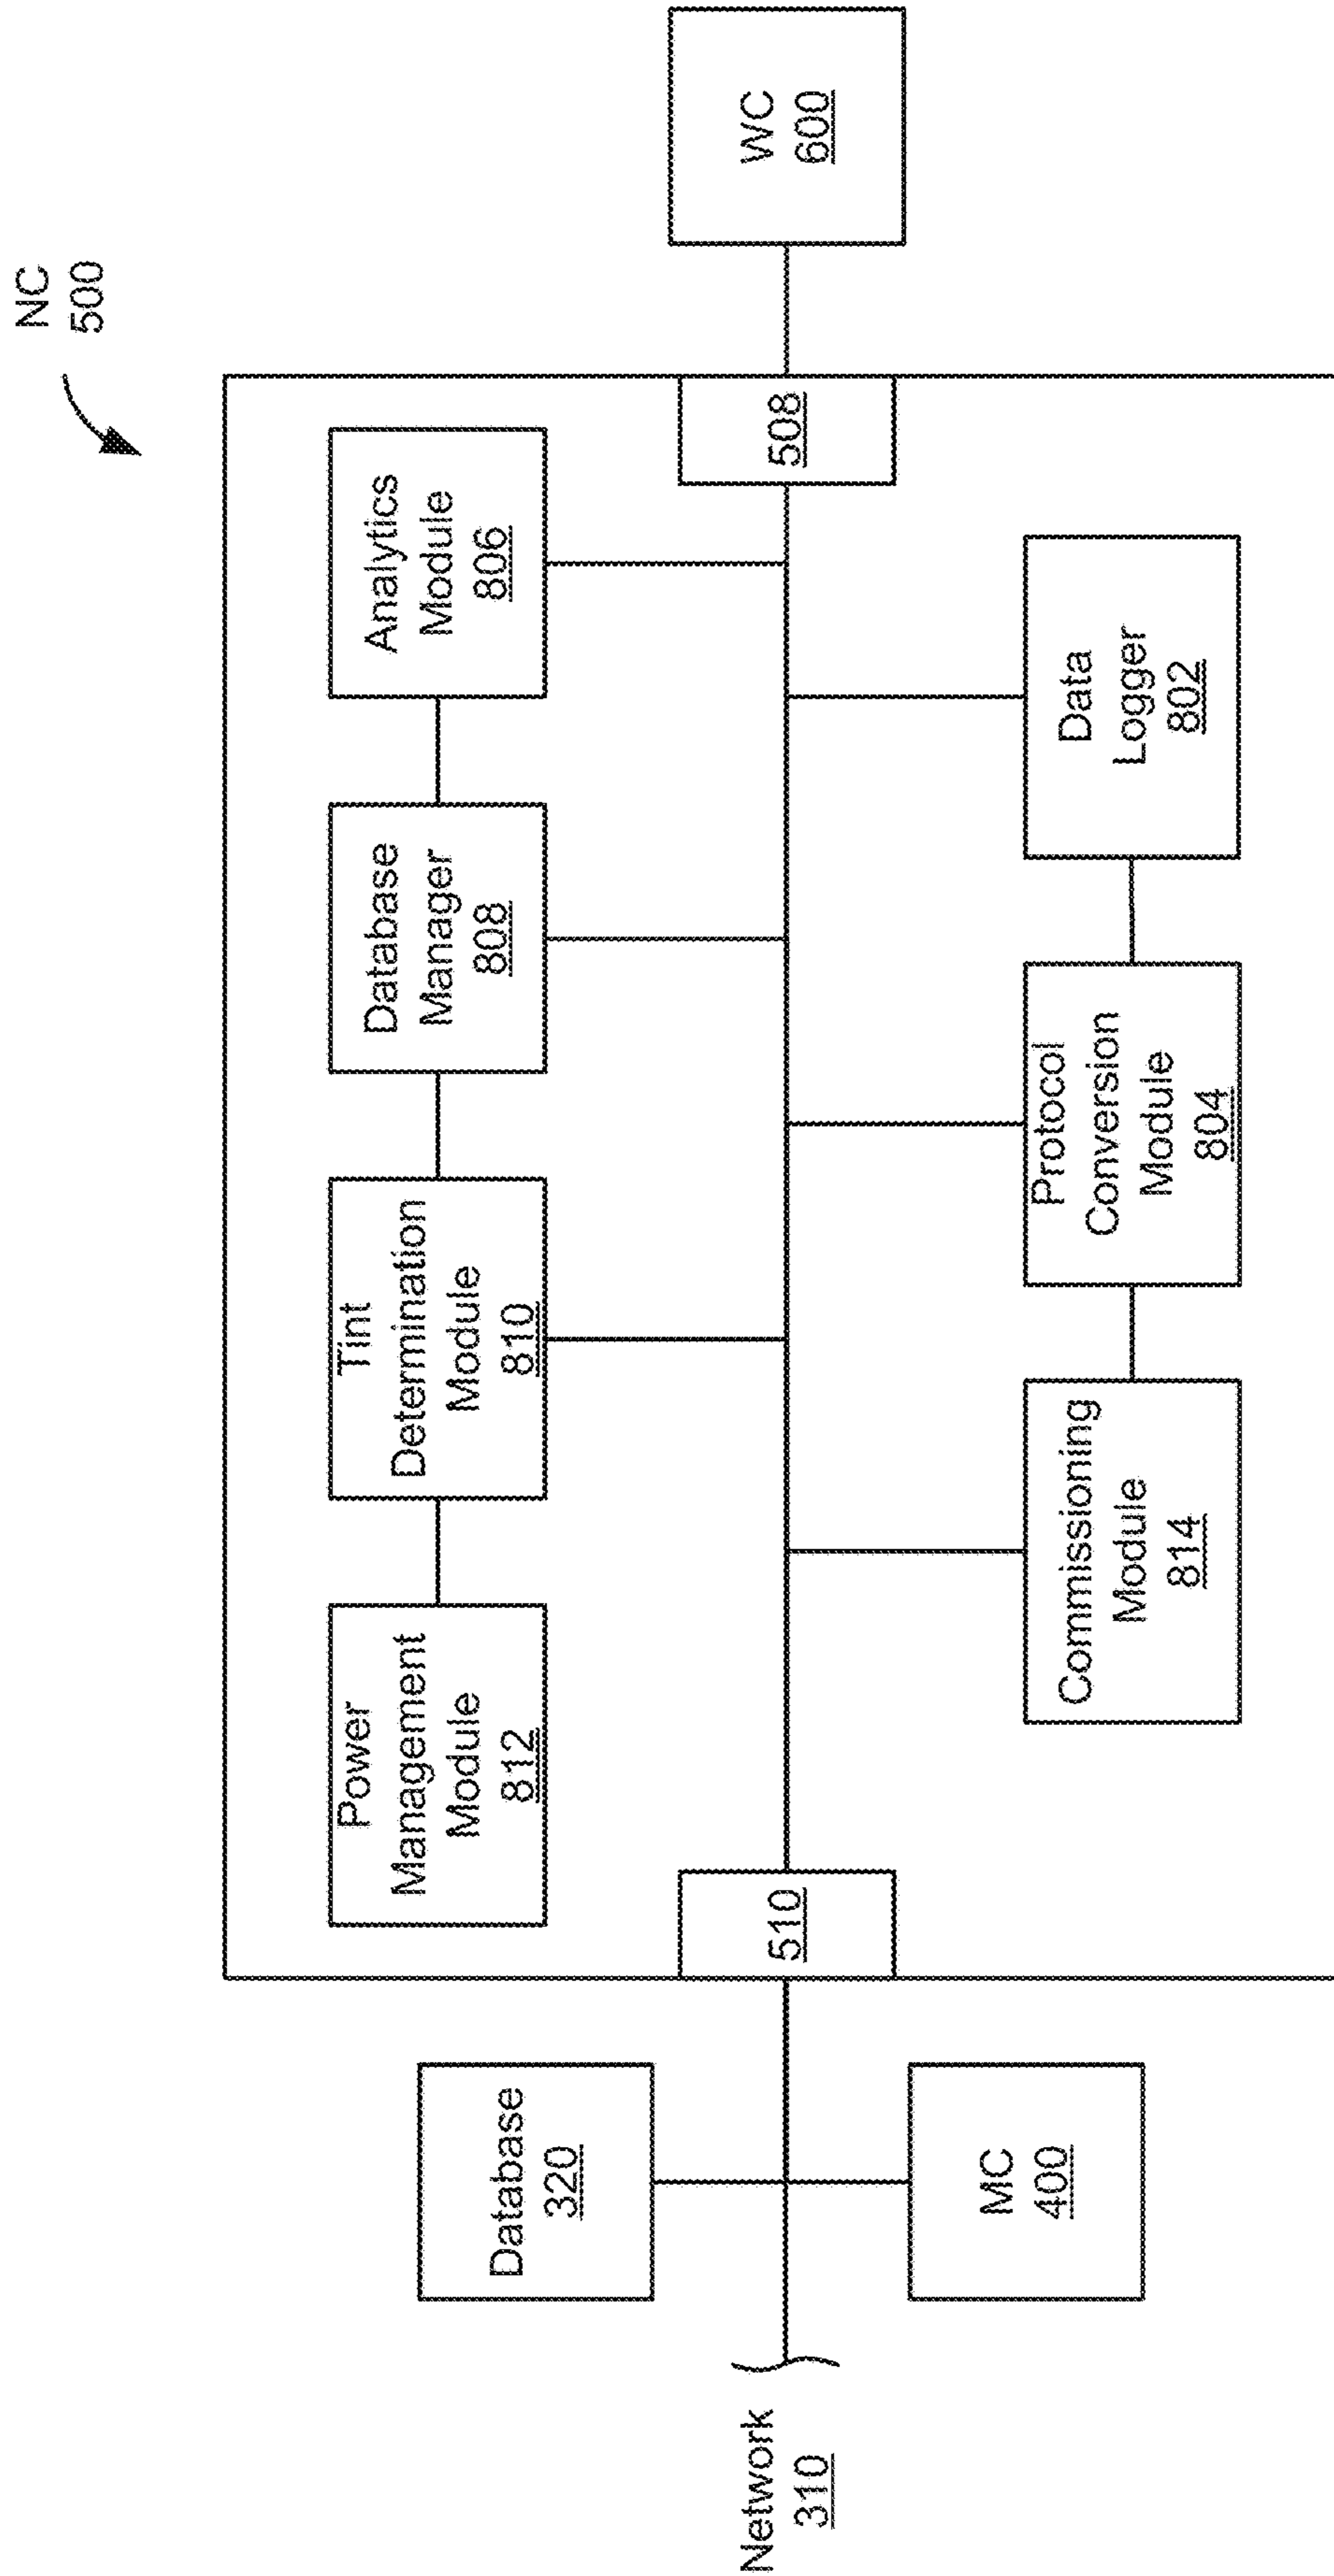 NC
500
Power
Management
Module
812
Tint
Determination
Module
810
Database
Manager
808
Analytics
Module
806
Database
320
Network
310
510
508
WC
600
MC
400
Commissioning
Module
814
Protocol
Conversion
Module
804
Data
Logger
802